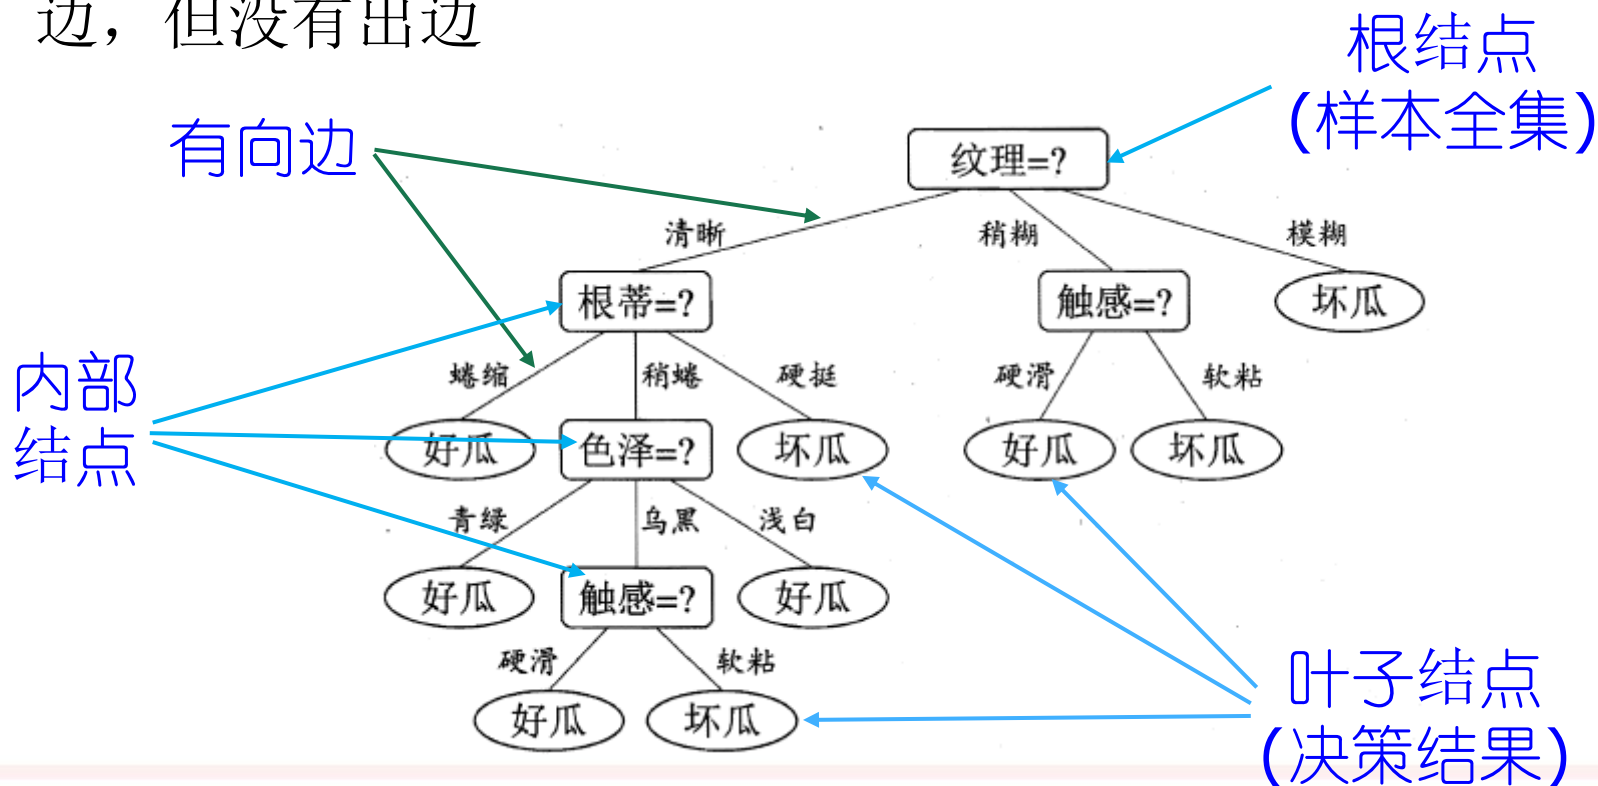 边，但没有出边
根结点
(样本全集)
有向边
纹理=?
清晰
稍糊
模糊
根蒂=?
触感=?
坏瓜
内部
结点
蜷缩
稍蜷
硬挺
硬滑
软粘
好瓜
色泽=?
坏瓜
好瓜
坏瓜
青绿
乌黑
浅白
好瓜
触感=?
好瓜
硬滑
软粘
好瓜
坏瓜
叶子结点
(决策结果)